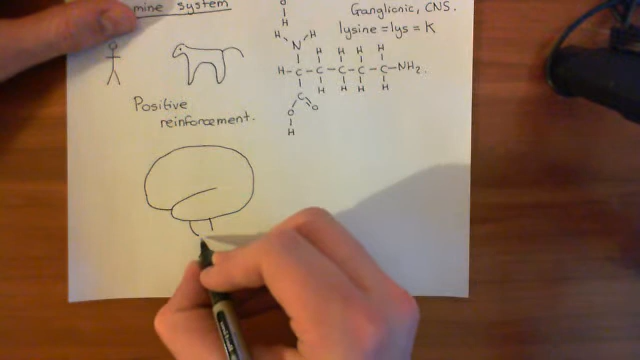 mine system
Positive
reinforcement.
Ganglionic, CNS.
lysine = lys = K
O
H
H H
N
H H H H
H-C-C-C-C-C-NH2.
H H H H
C
O O
H